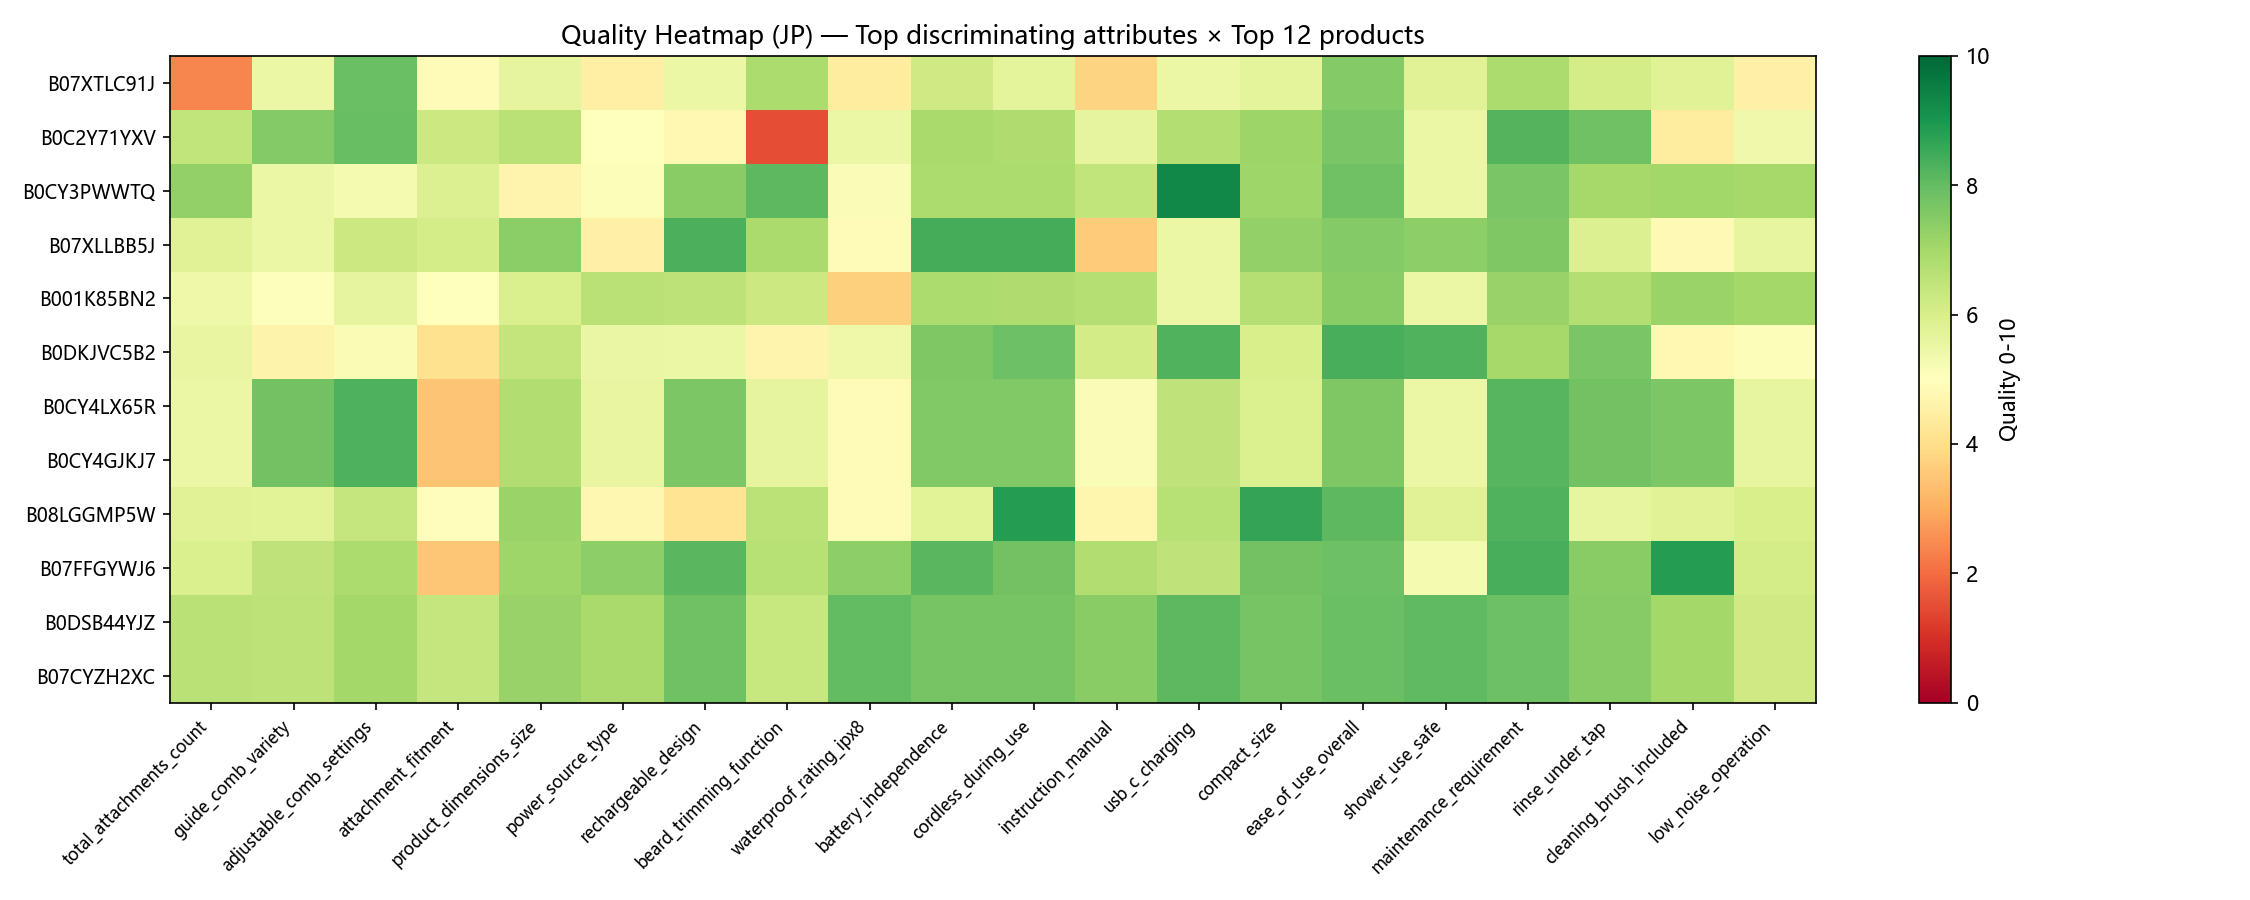 Quality Heatmap (JP) — Top discriminating attributes × Top 12 products
B07XTLC91J
B0C2Y71YXV
B0CY3PWWTQ
B07XLLBB5J
B001K85BN2
B0DKJVC5B2
B0CY4LX65R
B0CY4GJKJ7
B08LGGMP5W
B07FFGYWJ6
B0DSB44YJZ
B07CYZH2XC
total_attachments_count
guide_comb_variety
adjustable_comb_settings
attachment_fitment
product_dimensions_size
power_source_type
rechargeable_design
beard_trimming_function
waterproof_rating_ipx8
battery_independence
cordless_during_use
instruction_manual
usb_c_charging
compact_size
ease_of_use_overall
shower_use_safe
maintenance_requirement
rinse_under_tap
cleaning_brush_included
low_noise_operation
10
8
6
4
2
0
Quality 0-10